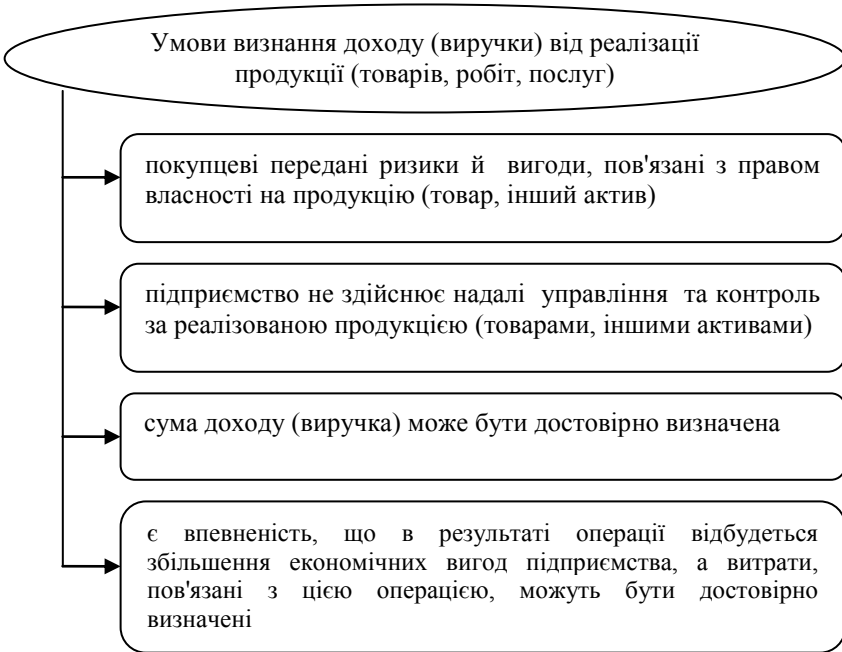 Умови визнання доходу (виручки) від реалізації
продукції (товарів, робіт, послуг)
покупцеві передані ризики й вигоди, пов'язані з правом
власності на продукцію (товар, інший актив)
підприємство не здійснює надалі управління та контроль
за реалізованою продукцією (товарами, іншими активами)
сума доходу (виручка) може бути достовірно визначена
є впевненість, що в результаті операції відбудеться
збільшення економічних вигод підприємства, а витрати,
пов'язані з цією операцією, можуть бути достовірно
визначені